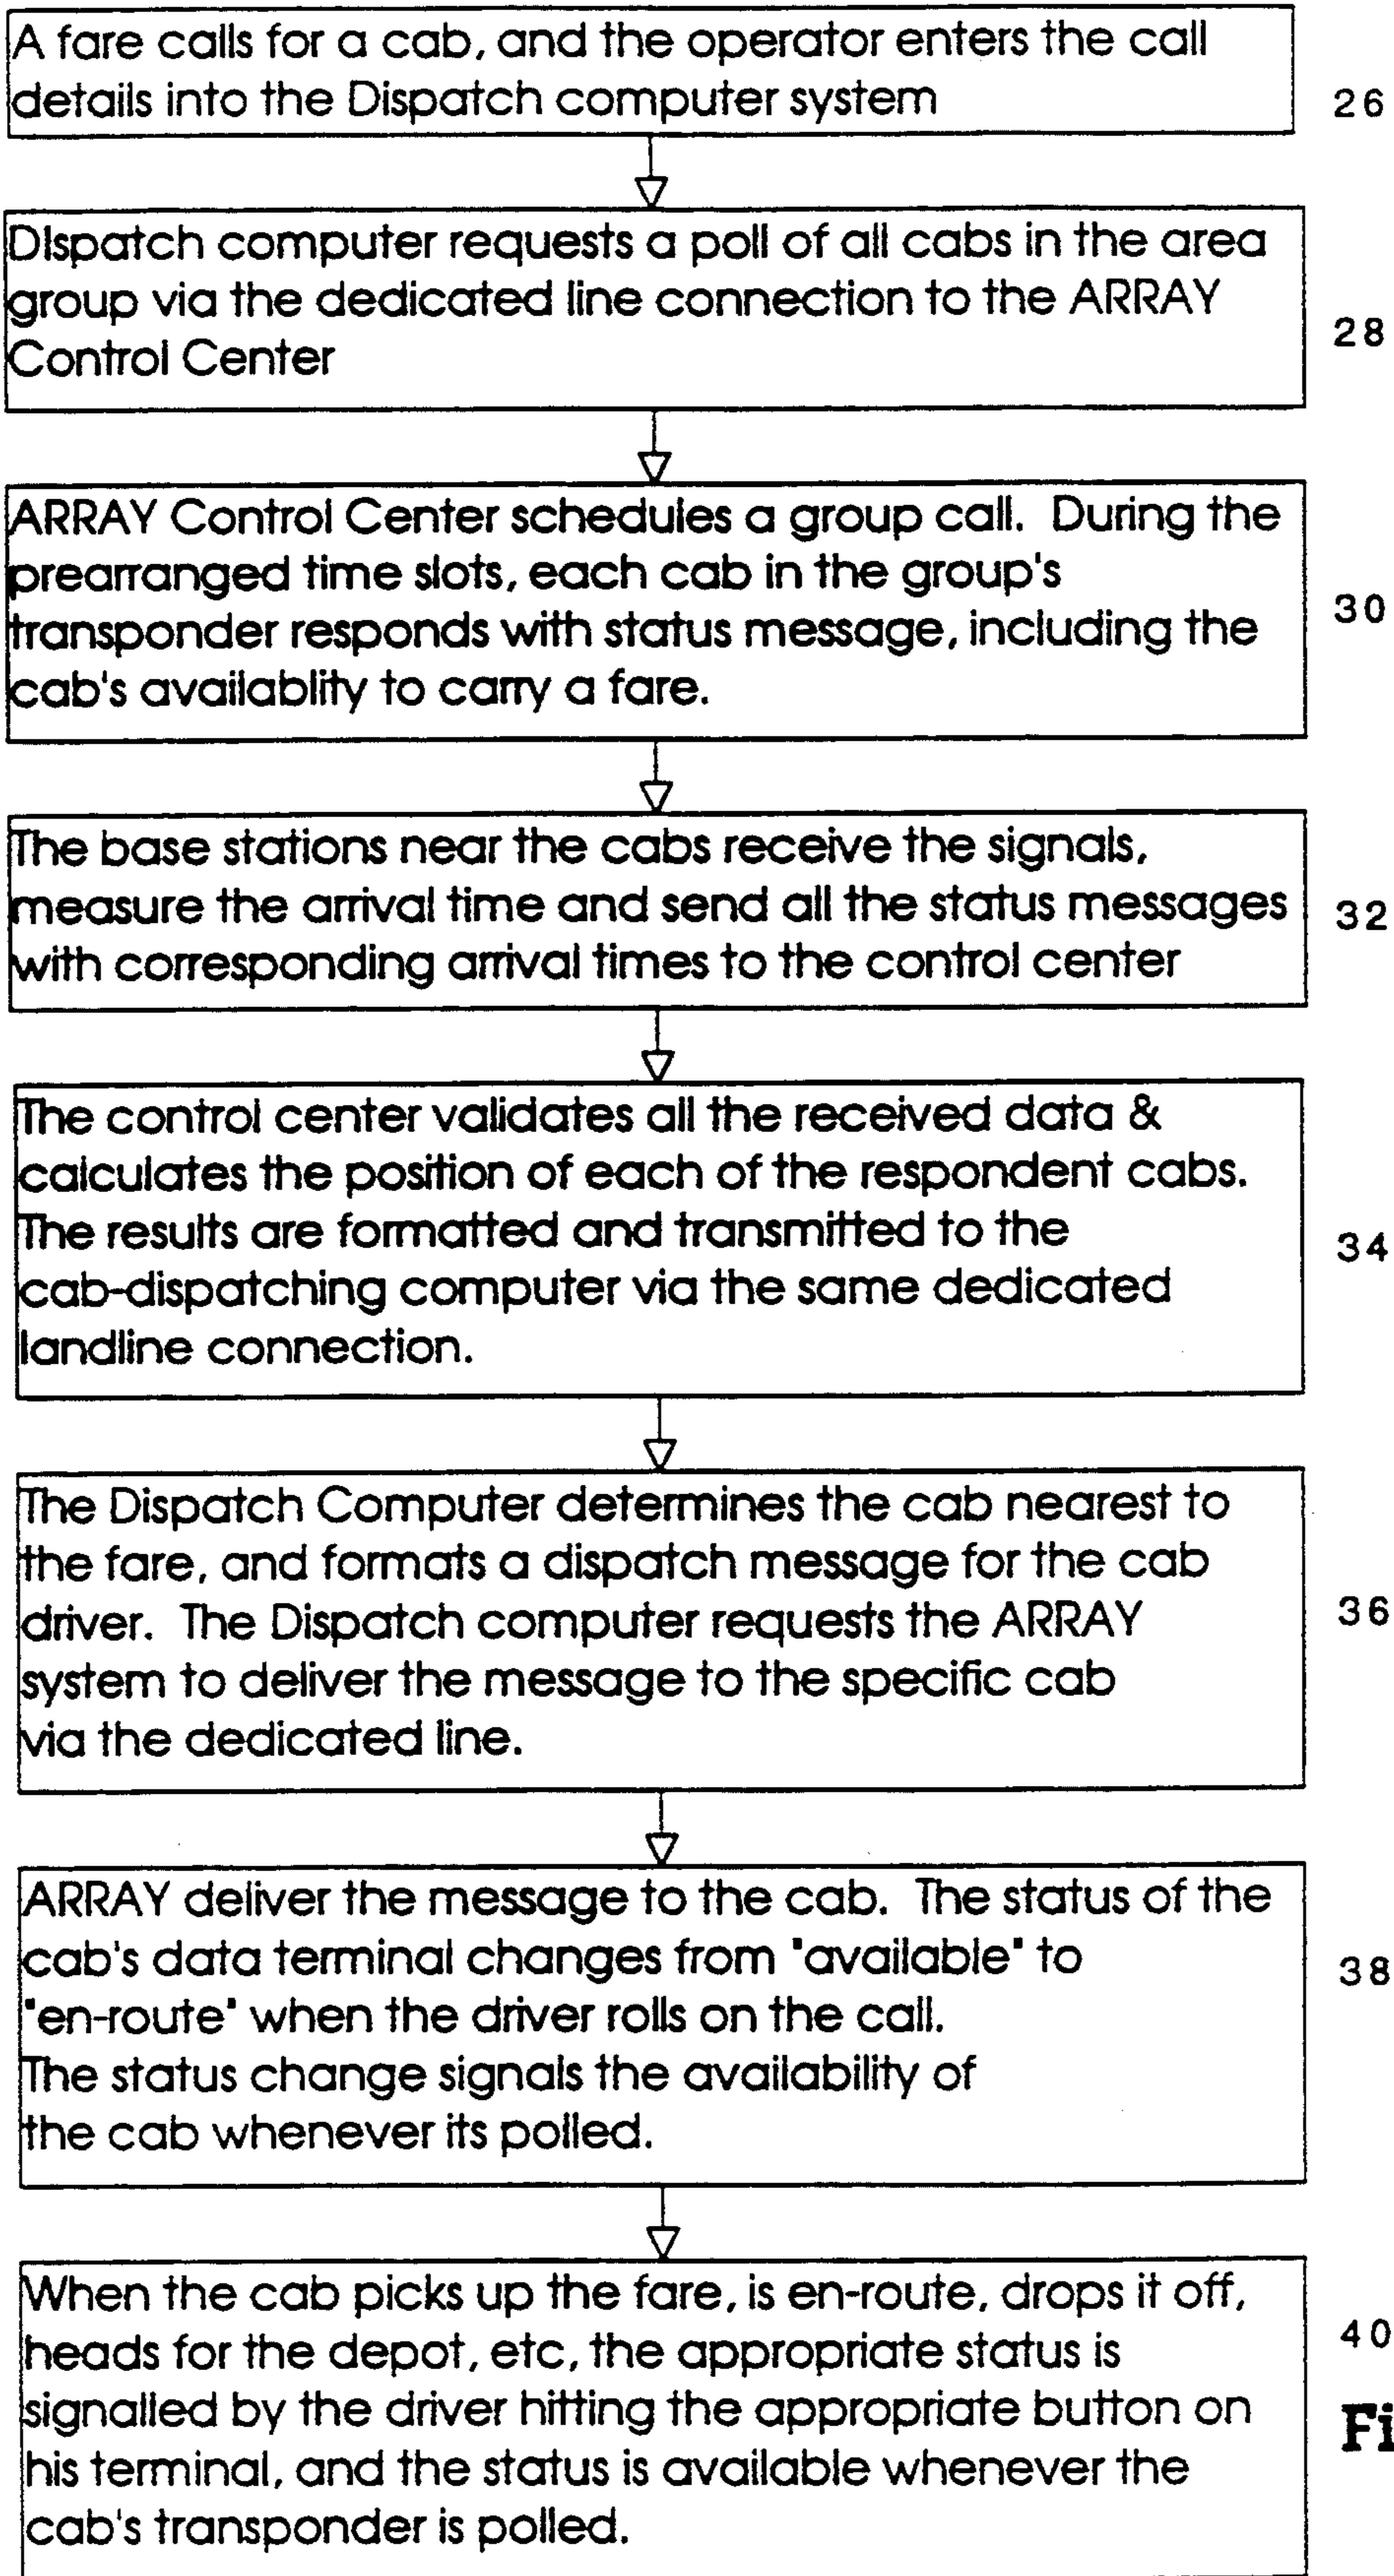 A fare calls for a cab, and the operator enters the call
details into the Dispatch computer system
26
Dispatch computer requests a poll of all cabs in the area
group via the dedicated line connection to the ARRAY
Control Center
28
ARRAY Control Center schedules a group call. During the
prearranged time slots, each cab in the group's
transponder responds with status message, including the
cab's availablity to carry a fare.
30
The base stations near the cabs receive the signals,
measure the arrival time and send all the status messages
with corresponding arrival times to the control center
32
The control center validates all the received data &
calculates the position of each of the respondent cabs.
The results are formatted and transmitted to the
cab-dispatching computer via the same dedicated
landline connection.
34
The Dispatch Computer determines the cab nearest to
the fare, and formats a dispatch message for the cab
driver. The Dispatch computer requests the ARRAY
system to deliver the message to the specific cab
via the dedicated line.
36
ARRAY deliver the message to the cab. The status of the
cab's data terminal changes from "available" to
"en-route" when the driver rolls on the call.
The status change signals the availability of
the cab whenever its polled.
38
When the cab picks up the fare, is en-route, drops it off,
heads for the depot, etc, the appropriate status is
signalled by the driver hitting the appropriate button on
his terminal, and the status is available whenever the
cab's transponder is polled.
40
Fi